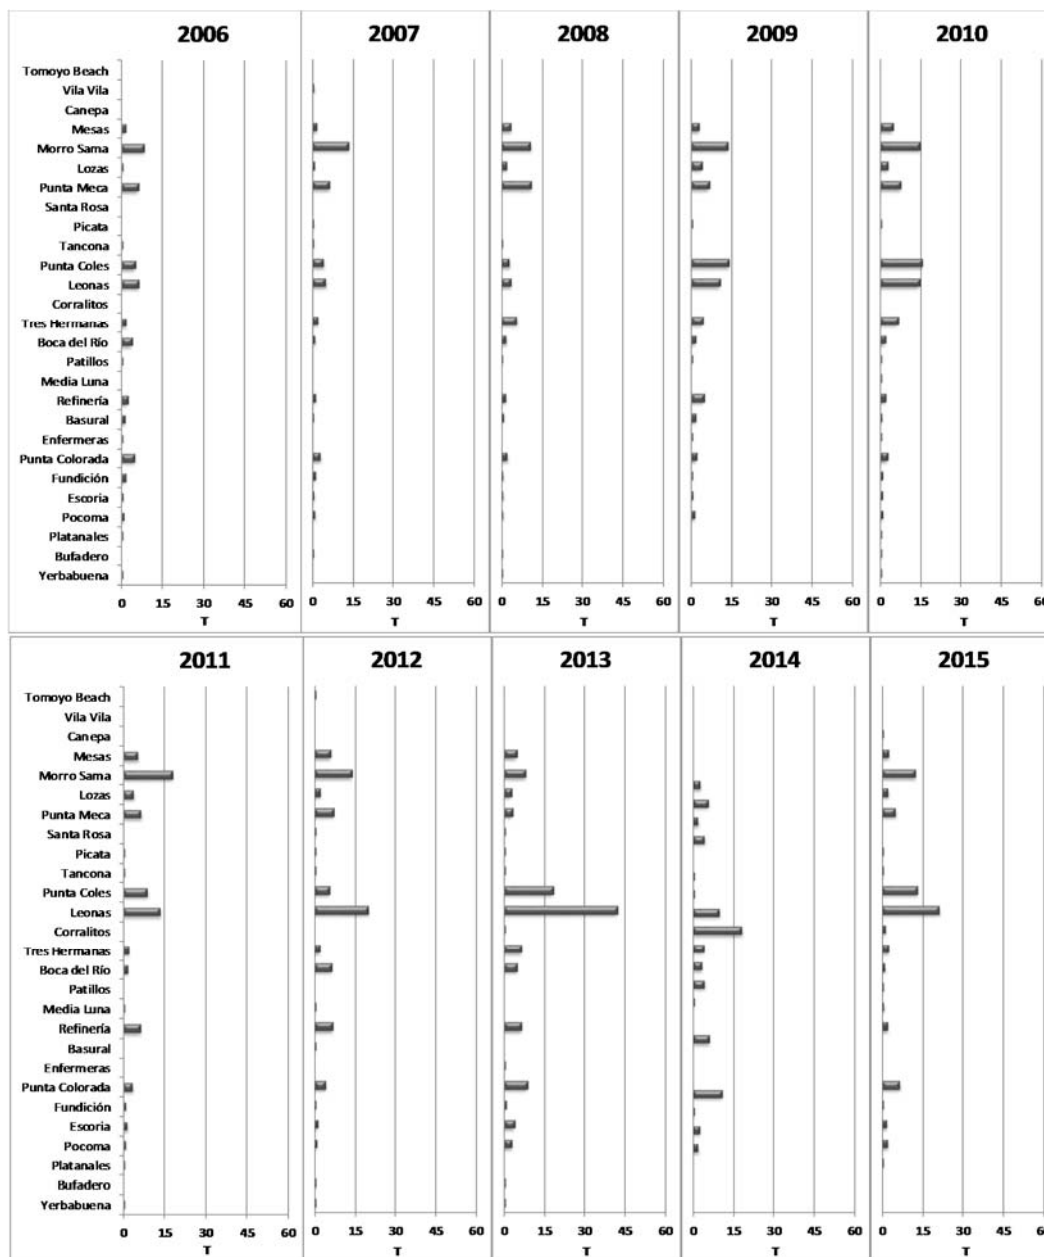 2006 2007 2008 2009 2010
Tomoyo Beach
Vila Vila
Canepa
Mesas
Morro Sama
Lozas
Punta Meca
Santa Rosa
Picata
Tancona
Punta Coles
Leonas
Corralitos
Tres Hermanas
Boca del Río
Patillos
Media Luna
Refinería
Basural
Enfermeras
Punta Colorada
Fundición
Escoria
Pocoma
Platanales
Bufadero
Yerbabuena
0 15 30 45 60 0 15 30 45 60 0 15 30 45 60 0 15 30 45 60 0 15 30 45 60
T T T T T
2011 2012 2013 2014 2015
Tomoyo Beach
Vila Vila
Canepa
Mesas
Morro Sama
Lozas
Punta Meca
Santa Rosa
Picata
Tancona
Punta Coles
Leonas
Corralitos
Tres Hermanas
Boca del Río
Patillos
Media Luna
Refinería
Basural
Enfermeras
Punta Colorada
Fundición
Escoria
Pocoma
Platanales
Bufadero
Yerbabuena
0 15 30 45 60 0 15 30 45 60 0 15 30 45 60 0 15 30 45 60 0 15 30 45 60
T T T T T